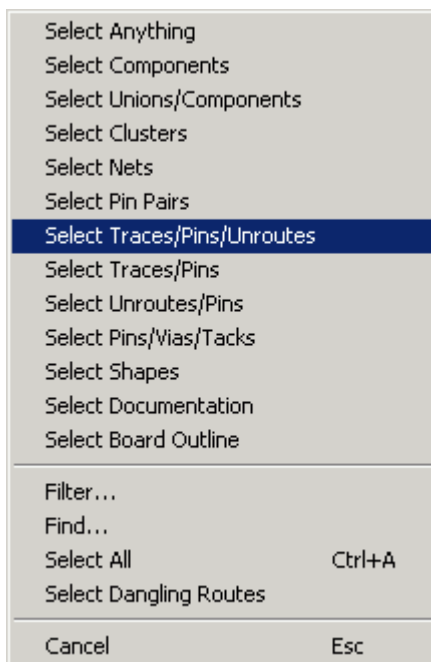 Select Anything
Select Components
Select Unions/Components
Select Clusters
Select Nets
Select Pin Pairs
Select Traces/Pins/Unroutes
Select Traces/Pins
Select Unroutes/Pins
Select Pins/Vias/Tacks
Select Shapes
Select Documentation
Select Board Outline
Filter...
Find...
Select All Ctrl+A
Select Dangling Routes
Cancel Esc